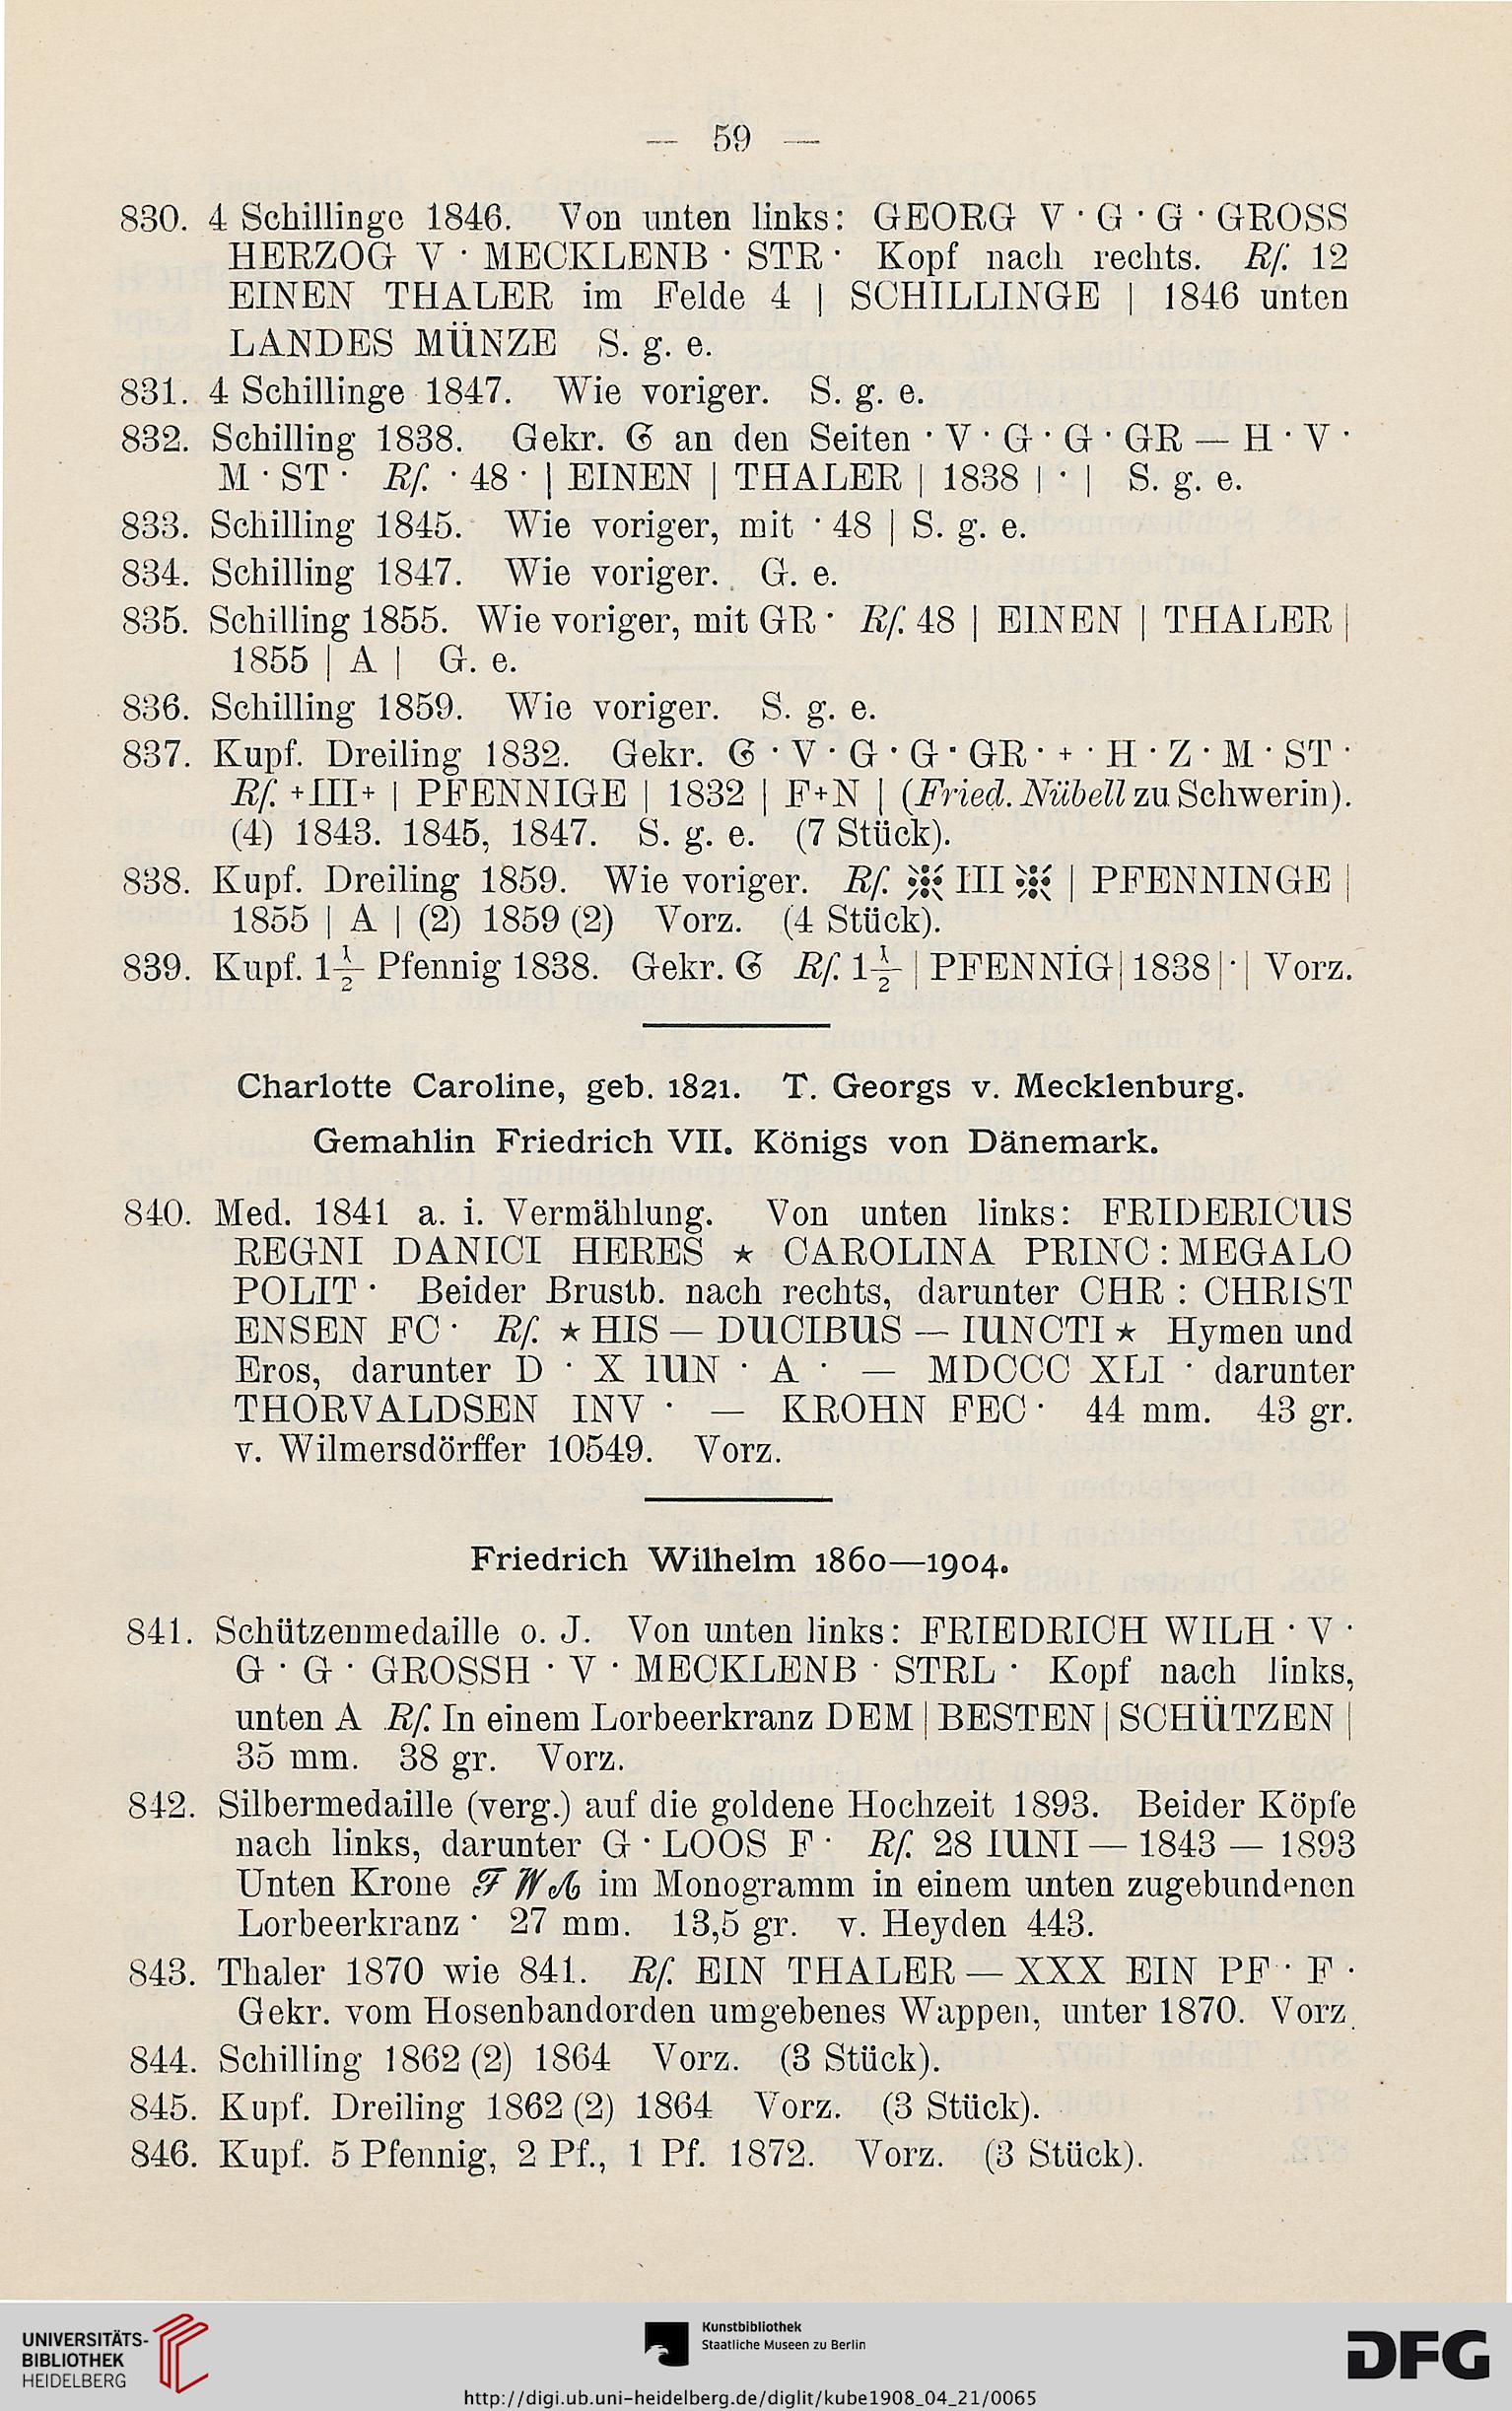 — 59 —
830. 4 Schillinge 1846. Von unten links: GEORG V · G · G · GROSS
HERZOG V · MECKLENB · STR · Kopf nach rechts. Rf. 12
EINEN THALER im Felde 4 | SCHILLINGE | 1846 unten
LANDES MÜNZE S. g. e.
831. 4 Schillinge 1847. Wie voriger. S. g. e.
832. Schilling 1838. Gekr. G an den Seiten · V · G · G · GR — H · V ·
M · ST · Rf. · 48 · | EINEN | THALER | 1838 | · | S. g. e.
833. Schilling 1845. Wie voriger, mit · 48 | S. g. e.
834. Schilling 1847. Wie voriger. G. e.
835. Schilling 1855. Wie voriger, mit GR · Rf. 48 | EINEN | THALER |
1855 | A | G. e.
836. Schilling 1859. Wie voriger. S. g. e.
837. Kupf. Dreiling 1832. Gekr. G · V · G · G · GR · + · H · Z · M · ST ·
Rf. +III+ | PFENNIGE | 1832 | F+N | (Fried. Nübell zu Schwerin).
(4) 1843. 1845, 1847. S. g. e. (7 Stück).
838. Kupf. Dreiling 1859. Wie voriger. Rf. ※ III ※ | PFENNINGE |
1855 | A | (2) 1859 (2) Vorz. (4 Stück).
839. Kupf. 1½ Pfennig 1838. Gekr. G Rf. 1½ | PFENNİG | 1838 | · | Vorz.
Charlotte Caroline, geb. 1821. T. Georgs v. Mecklenburg.
Gemahlin Friedrich VII. Königs von Dänemark.
840. Med. 1841 a. i. Vermählung. Von unten links: FRIDERICUS
REGNI DANICI HERES ★ CAROLINA PRINC : MEGALO
POLIT · Beider Brustb. nach rechts, darunter CHR : CHRIST
ENSEN FC · Rf. ★ HIS — DUCIBUS — IUNCTI ★ Hymen und
Eros, darunter D · X IUN · A · — MDCCC XLI · darunter
THORVALDSEN INV · — KROHN FEC · 44 mm. 43 gr.
v. Wilmersdörffer 10549. Vorz.
Friedrich Wilhelm 1860—1904.
841. Schützenmedaille o. J. Von unten links: FRIEDRICH WILH · V ·
G · G · GROSSH · V · MECKLENB · STRL · Kopf nach links,
unten A Rf. In einem Lorbeerkranz DEM | BESTEN | SCHÜTZEN |
35 mm. 38 gr. Vorz.
842. Silbermedaille (verg.) auf die goldene Hochzeit 1893. Beider Köpfe
nach links, darunter G · LOOS F · Rf. 28 IUNI — 1843 — 1893
Unten Krone F W A im Monogramm in einem unten zugebundenen
Lorbeerkranz · 27 mm. 13,5 gr. v. Heyden 443.
843. Thaler 1870 wie 841. Rf. EIN THALER — XXX EIN PF · F ·
Gekr. vom Hosenbandorden umgebenes Wappen, unter 1870. Vorz.
844. Schilling 1862 (2) 1864 Vorz. (3 Stück).
845. Kupf. Dreiling 1862 (2) 1864 Vorz. (3 Stück).
846. Kupf. 5 Pfennig, 2 Pf., 1 Pf. 1872. Vorz. (3 Stück).
UNIVERSITÄTS-
BIBLIOTHEK
HEIDELBERG
Kunstbibliothek
Staatliche Museen zu Berlin
DFG
http://digi.ub.uni-heidelberg.de/diglit/kube1908_04_21/0065